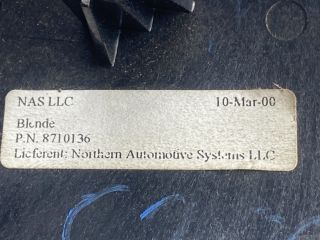 NAS LLC 10-Mar-00
Blende
P.N. 8710136
Lieferent: Northern Automotive Systems LLC